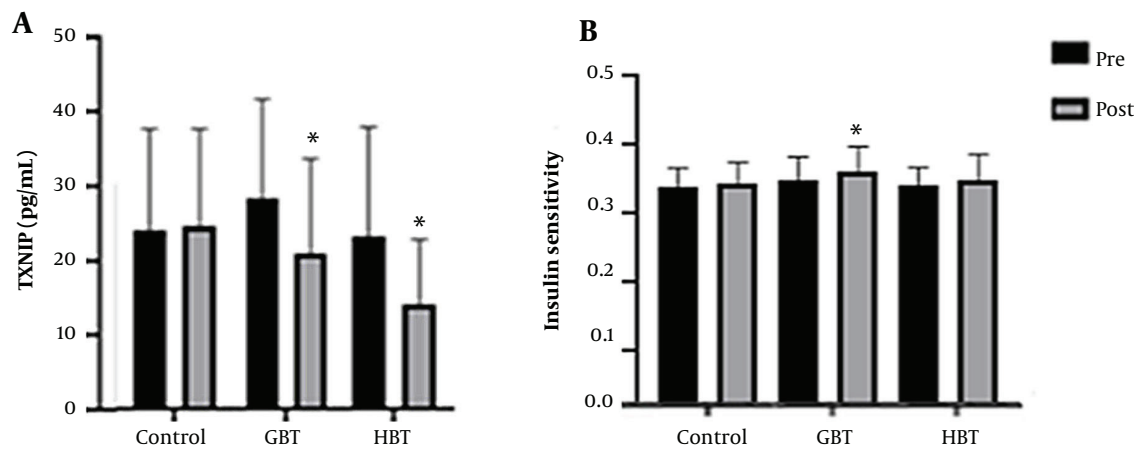 A
50
40
30
20
10
0
TXNIP (pg/mL)
*
*
Control GBT HBT
B
0.5
0.4
0.3
0.2
0.1
0.0
Insulin sensitivity
*
Control GBT HBT
Pre
Post